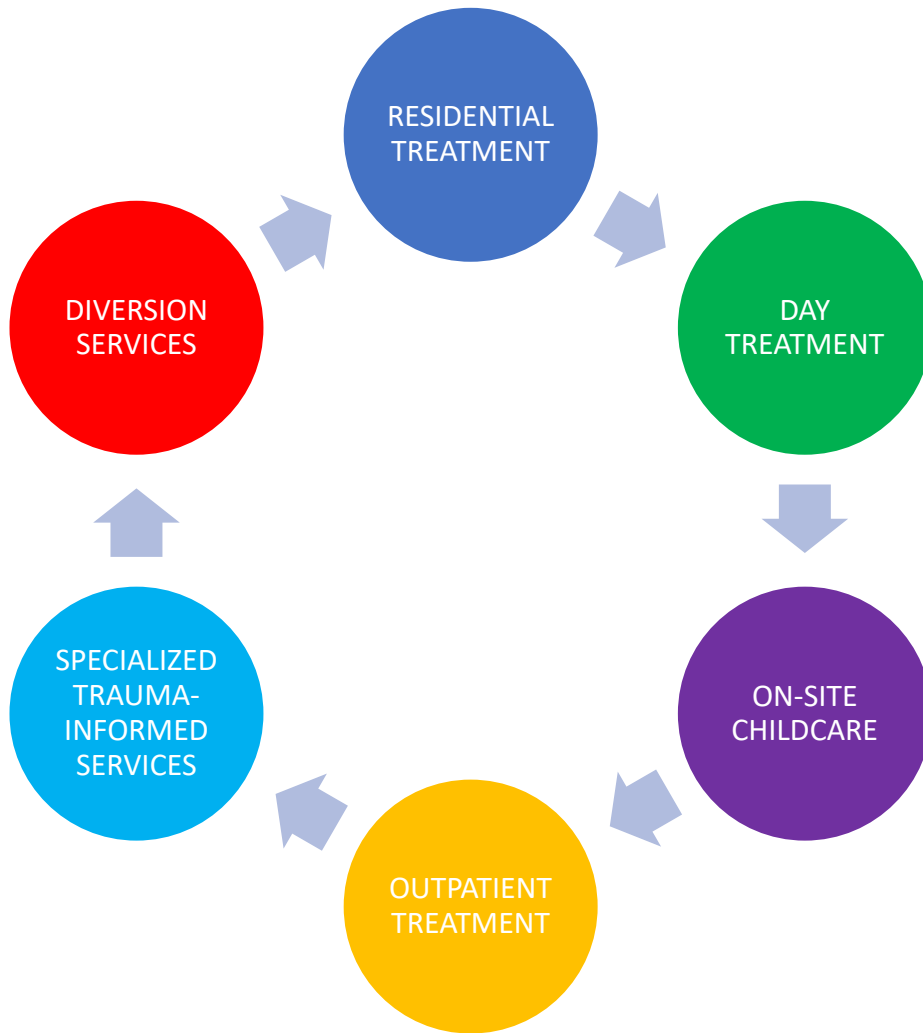 RESIDENTIAL
TREATMENT
DAY
TREATMENT
ON-SITE
CHILDCARE
OUTPATIENT
TREATMENT
SPECIALIZED
TRAUMA-
INFORMED
SERVICES
DIVERSION
SERVICES